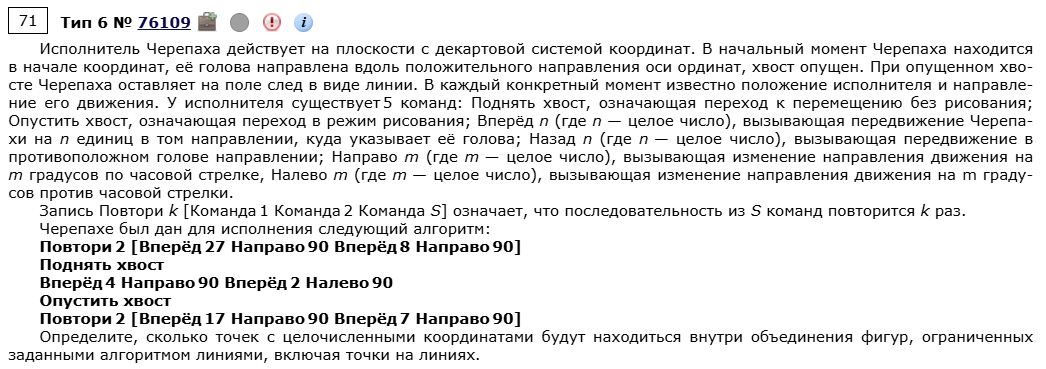 71 Тип 6 № 76109
Исполнитель Черепаха действует на плоскости с декартовой системой координат. В начальный момент Черепаха находится
в начале координат, её голова направлена вдоль положительного направления оси ординат, хвост опущен. При опущенном хво-
сте Черепаха оставляет на поле след в виде линии. В каждый конкретный момент известно положение исполнителя и направле-
ние его движения. У исполнителя существует 5 команд: Поднять хвост, означающая переход к перемещению без рисования;
Опустить хвост, означающая переход в режим рисования; Вперёд n (где n — целое число), вызывающая передвижение Черепа-
хи на n единиц в том направлении, куда указывает её голова; Назад n (где n — целое число), вызывающая передвижение в
противоположном голове направлении; Направо m (где m — целое число), вызывающая изменение направления движения на
m градусов по часовой стрелке, Налево m (где m — целое число), вызывающая изменение направления движения на m граду-
сов против часовой стрелки.
Запись Повтори k [Команда 1 Команда 2 Команда S] означает, что последовательность из S команд повторится k раз.
Черепахе был дан для исполнения следующий алгоритм:
Повтори 2 [Вперёд 27 Направо 90 Вперёд 8 Направо 90]
Поднять хвост
Вперёд 4 Направо 90 Вперёд 2 Налево 90
Опустить хвост
Повтори 2 [Вперёд 17 Направо 90 Вперёд 7 Направо 90]
Определите, сколько точек с целочисленными координатами будут находиться внутри объединения фигур, ограниченных
заданными алгоритмом линиями, включая точки на линиях.